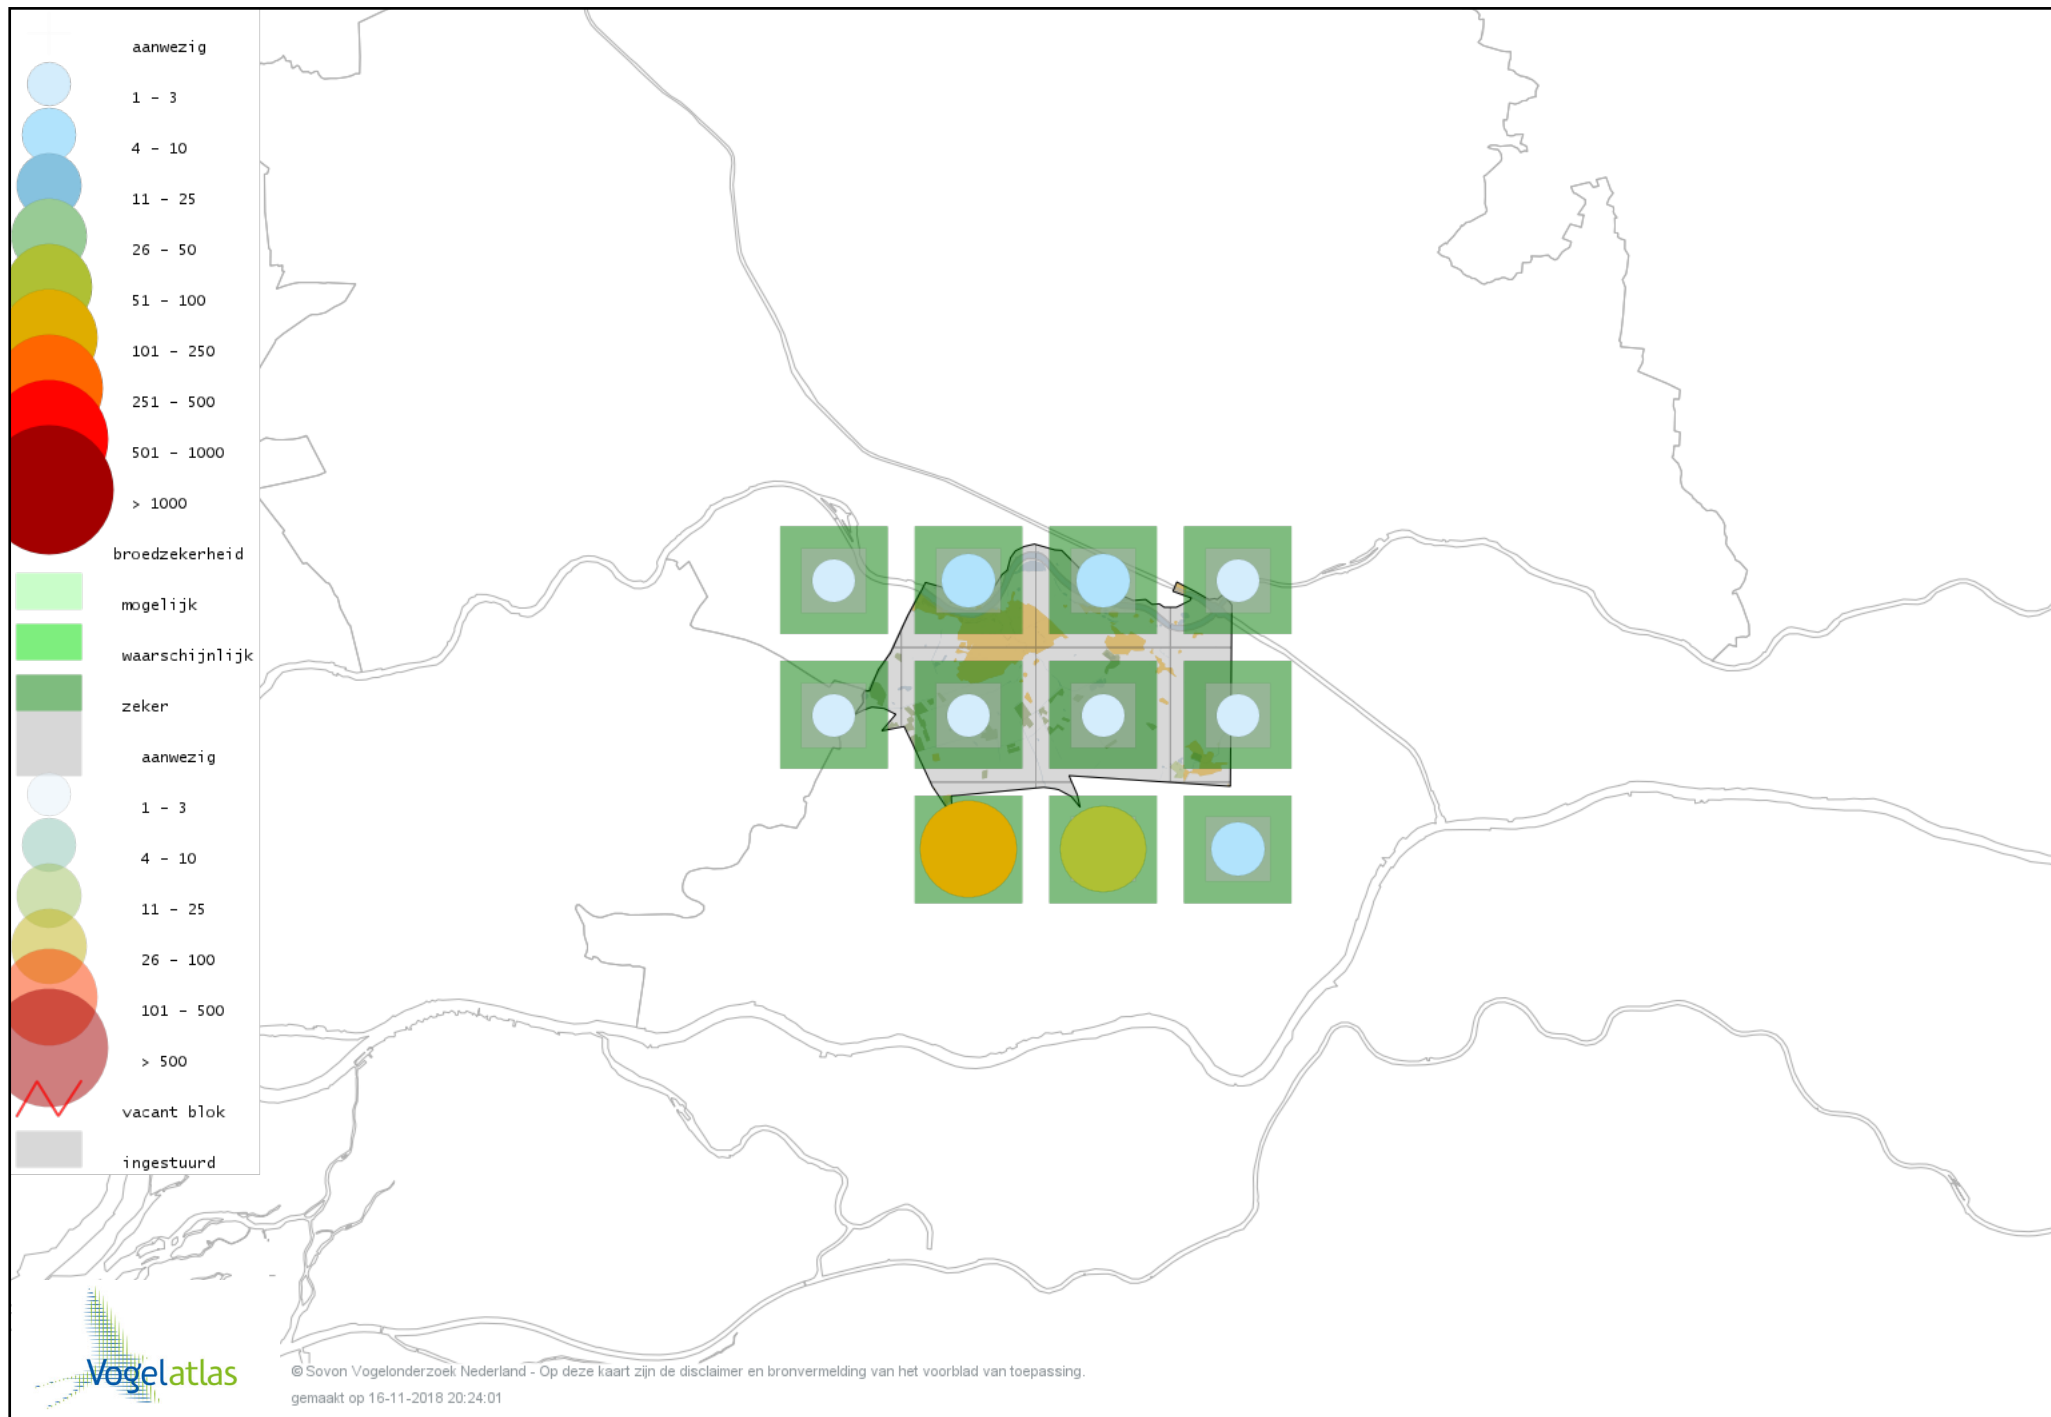 aanwezig
1 - 3
4 - 10
11 - 25
26 - 50
51 - 100
101 - 250
251 - 500
501 - 1000
> 1000
broedzekerheid
mogelijk
waarschijnlijk
zeker
aanwezig
1 - 3
4 - 10
11 - 25
26 - 100
101 - 500
> 500
vacant blok
ingestuurd
Vogelatlas
© Sovon Vogelonderzoek Nederland - Op deze kaart zijn de disclaimer en bronvermelding van het voorblad van toepassing.
gemaakt op 16-11-2018 20:24:01